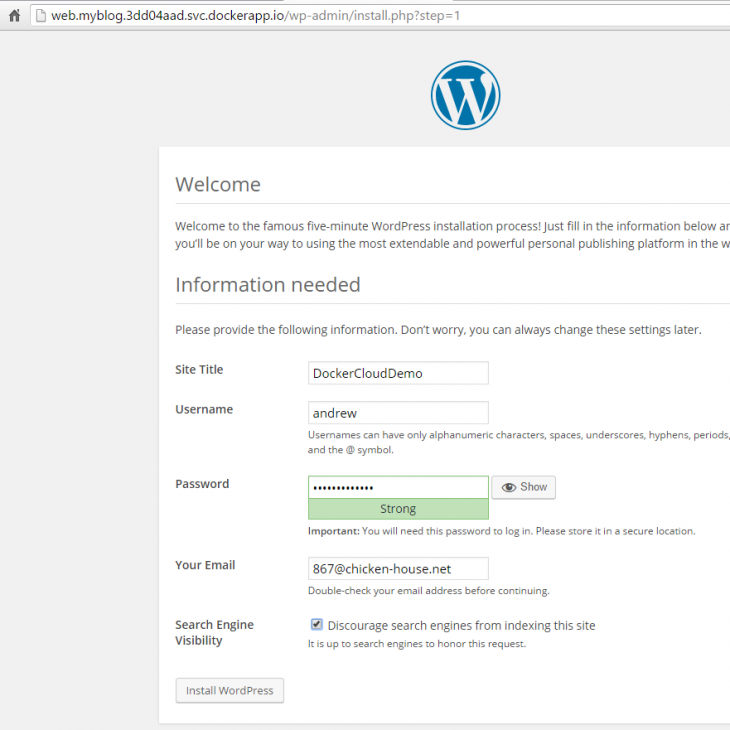 web.myblog.3dd04aad.svc.dockerapp.io/wp-admin/install.php?step=1
W
Welcome
Welcome to the famous five-minute WordPress installation process! Just fill in the information below
you'll be on your way to using the most extendable and powerful personal publishing platform in the
Information needed
Please provide the following information. Don't worry, you can always change these settings later.
Site Title
DockerCloudDemo
Username
andrew
Usernames can have only alphanumeric characters, spaces, underscores, hyphens, periods,
and the @ symbol.
Password
•••••••••••••
Show
Strong
Important: You will need this password to log in. Please store it in a secure location.
Your Email
867@chicken-house.net
Double-check your email address before continuing.
Search Engine
Visibility
Discourage search engines from indexing this site
It is up to search engines to honor this request.
Install WordPress